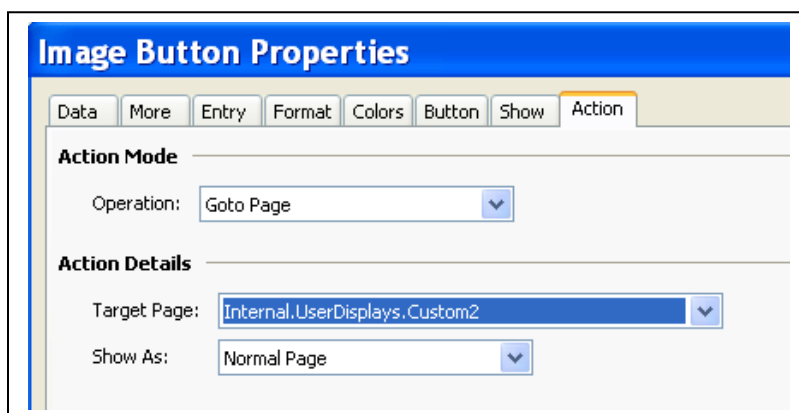 Image Button Properties
Data More Entry Format Colors Button Show Action
Action Mode
Operation: Goto Page
Action Details
Target Page: Internal.UserDisplays.Custom2
Show As: Normal Page